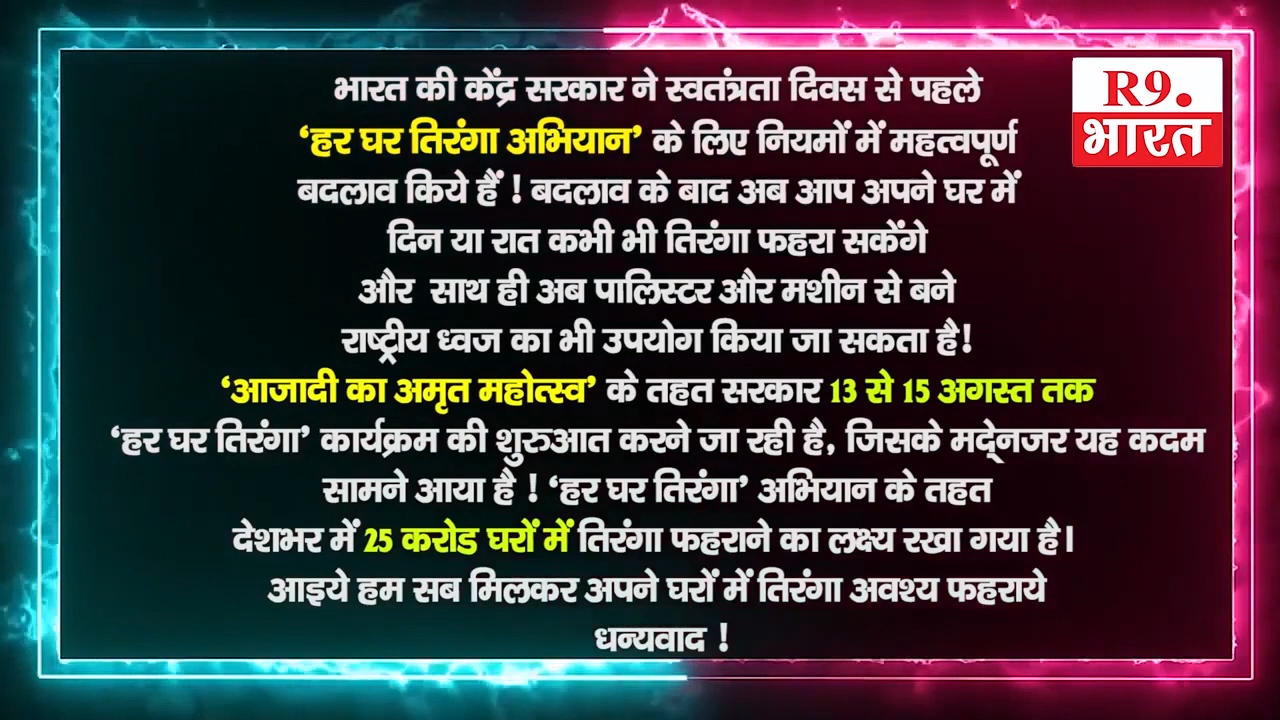 भारत की केंद्र सरकार ने स्वतंत्रता दिवस से पहले
‘हर घर तिरंगा अभियान’ के लिए नियमों में महत्वपूर्ण
बदलाव किये हैं ! बदलाव के बाद अब आप अपने घर में
दिन या रात कभी भी तिरंगा फहरा सकेंगे
और साथ ही अब पालिस्टर और मशीन से बने
राष्ट्रीय ध्वज का भी उपयोग किया जा सकता है!
‘आजादी का अमृत महोत्स्व’ के तहत सरकार 13 से 15 अगस्त तक
‘हर घर तिरंगा’ कार्यक्रम की शुरुआत करने जा रही है, जिसके मद्देनजर यह कदम
सामने आया है ! ‘हर घर तिरंगा’ अभियान के तहत
देशभर में 25 करोड घरों में तिरंगा फहराने का लक्ष्य रखा गया है।
आइये हम सब मिलकर अपने घरों में तिरंगा अवश्य फहराये
धन्यवाद !
R9.
भारत